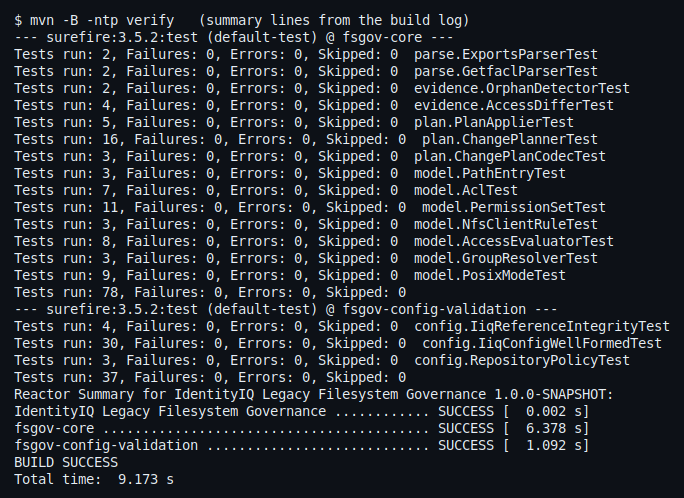 $ mvn -B -ntp verify   (summary lines from the build log)
--- surefire:3.5.2:test (default-test) @ fsgov-core ---
Tests run: 2, Failures: 0, Errors: 0, Skipped: 0  parse.ExportsParserTest
Tests run: 2, Failures: 0, Errors: 0, Skipped: 0  parse.GetfaclParserTest
Tests run: 2, Failures: 0, Errors: 0, Skipped: 0  evidence.OrphanDetectorTest
Tests run: 4, Failures: 0, Errors: 0, Skipped: 0  evidence.AccessDifferTest
Tests run: 5, Failures: 0, Errors: 0, Skipped: 0  plan.PlanApplierTest
Tests run: 16, Failures: 0, Errors: 0, Skipped: 0  plan.ChangePlannerTest
Tests run: 3, Failures: 0, Errors: 0, Skipped: 0  plan.ChangePlanCodecTest
Tests run: 3, Failures: 0, Errors: 0, Skipped: 0  model.PathEntryTest
Tests run: 7, Failures: 0, Errors: 0, Skipped: 0  model.AclTest
Tests run: 11, Failures: 0, Errors: 0, Skipped: 0  model.PermissionSetTest
Tests run: 3, Failures: 0, Errors: 0, Skipped: 0  model.NfsClientRuleTest
Tests run: 8, Failures: 0, Errors: 0, Skipped: 0  model.AccessEvaluatorTest
Tests run: 3, Failures: 0, Errors: 0, Skipped: 0  model.GroupResolverTest
Tests run: 9, Failures: 0, Errors: 0, Skipped: 0  model.PosixModeTest
Tests run: 78, Failures: 0, Errors: 0, Skipped: 0
--- surefire:3.5.2:test (default-test) @ fsgov-config-validation ---
Tests run: 4, Failures: 0, Errors: 0, Skipped: 0  config.IiqReferenceIntegrityTest
Tests run: 30, Failures: 0, Errors: 0, Skipped: 0  config.IiqConfigWellFormedTest
Tests run: 3, Failures: 0, Errors: 0, Skipped: 0  config.RepositoryPolicyTest
Tests run: 37, Failures: 0, Errors: 0, Skipped: 0
Reactor Summary for IdentityIQ Legacy Filesystem Governance 1.0.0-SNAPSHOT:
IdentityIQ Legacy Filesystem Governance ............ SUCCESS [  0.002 s]
fsgov-core ......................................... SUCCESS [  6.378 s]
fsgov-config-validation ............................ SUCCESS [  1.092 s]
BUILD SUCCESS
Total time:  9.173 s